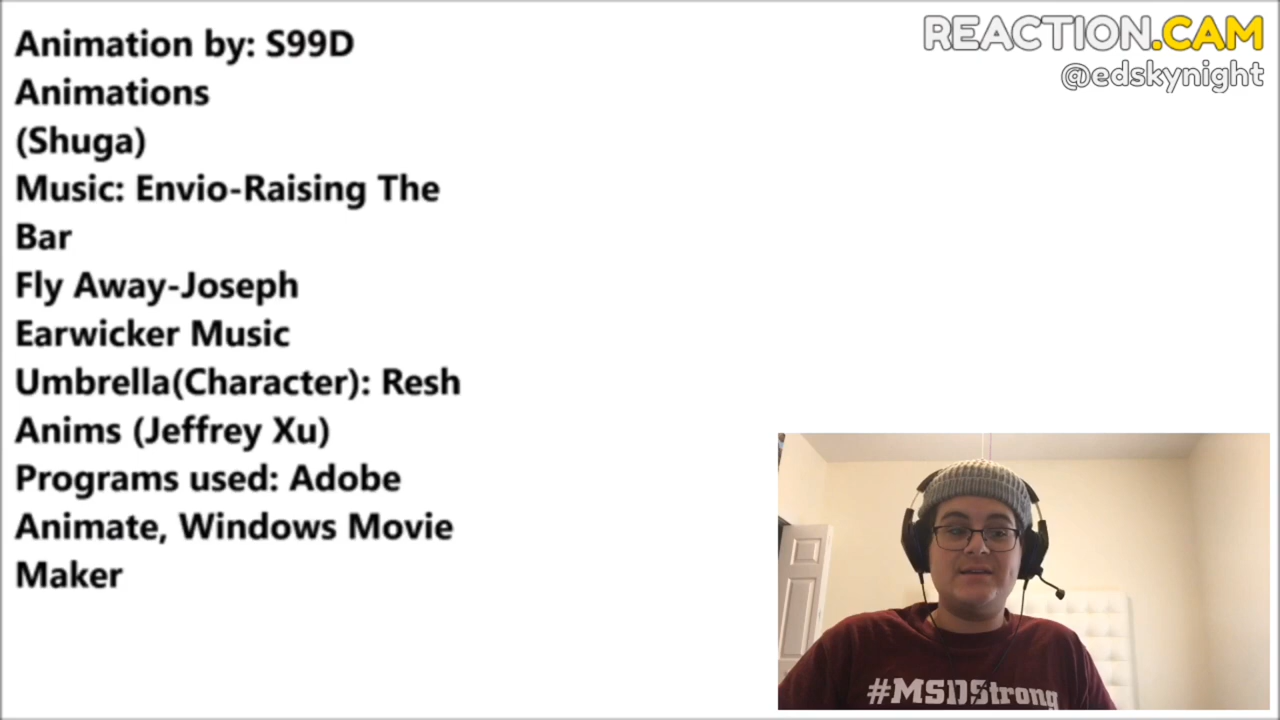 REACTION.CAM
@edskynight
Animation by: S99D
Animations
(Shuga)
Music: Envio-Raising The
Bar
Fly Away-Joseph
Earwicker Music
Umbrella(Character): Resh
Anims (Jeffrey Xu)
Programs used: Adobe
Animate, Windows Movie
Maker
#MSDStrong